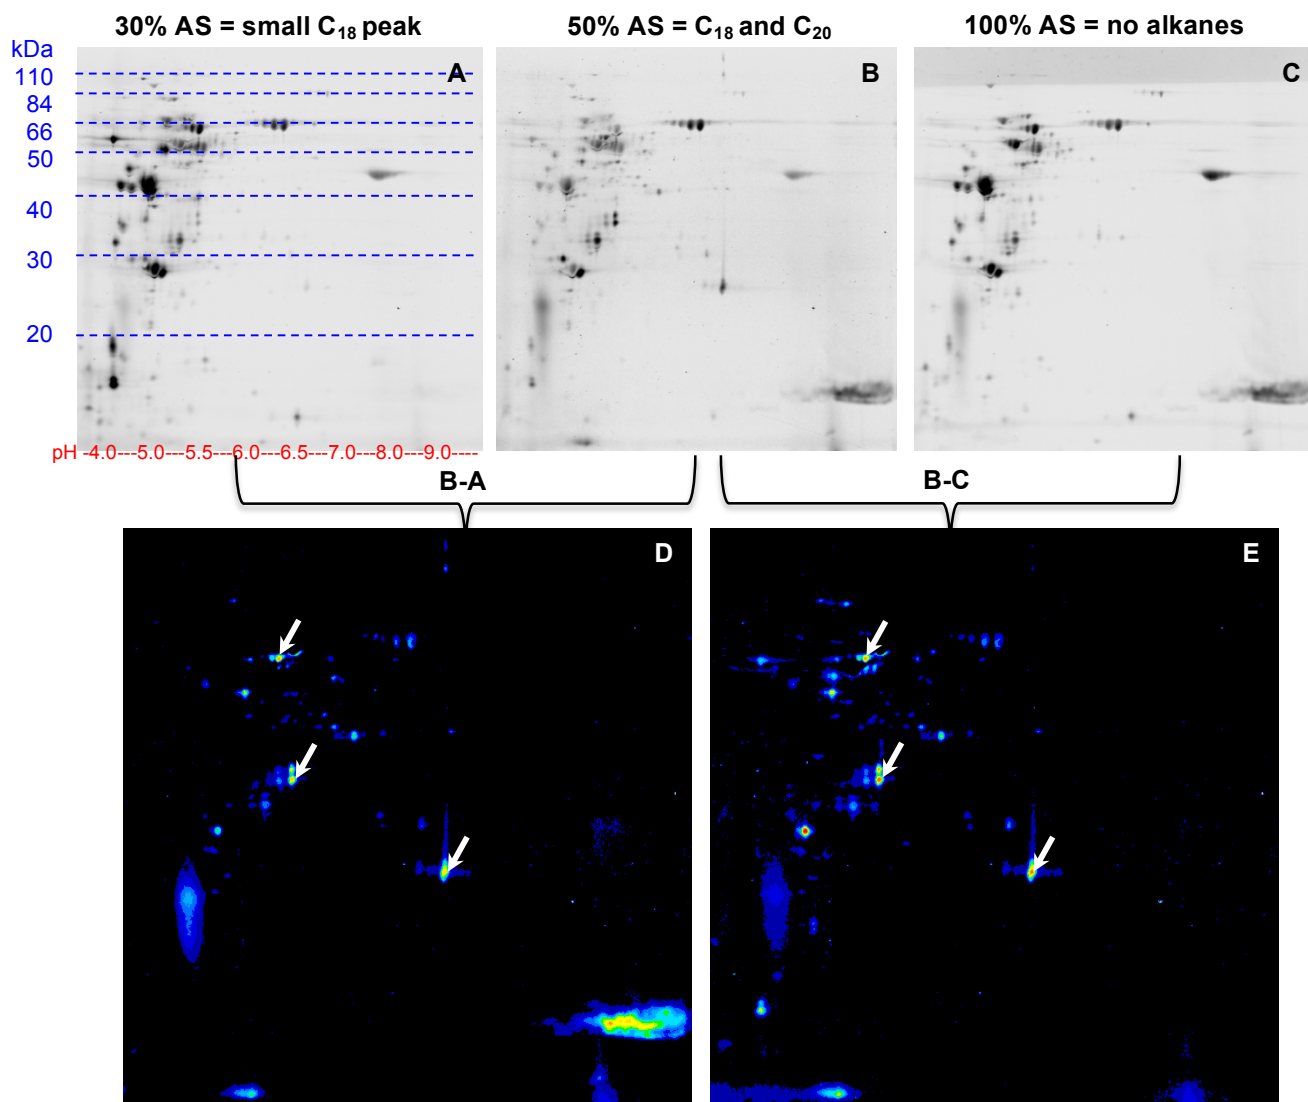 30% AS = small C₁₈ peak
50% AS = C₁₈ and C₂₀
100% AS = no alkanes
kDa
110
84
66
50
40
30
20
A
B
C
pH -4.0---5.0---5.5---6.0---6.5---7.0---8.0---9.0----
B-A
B-C
D
E